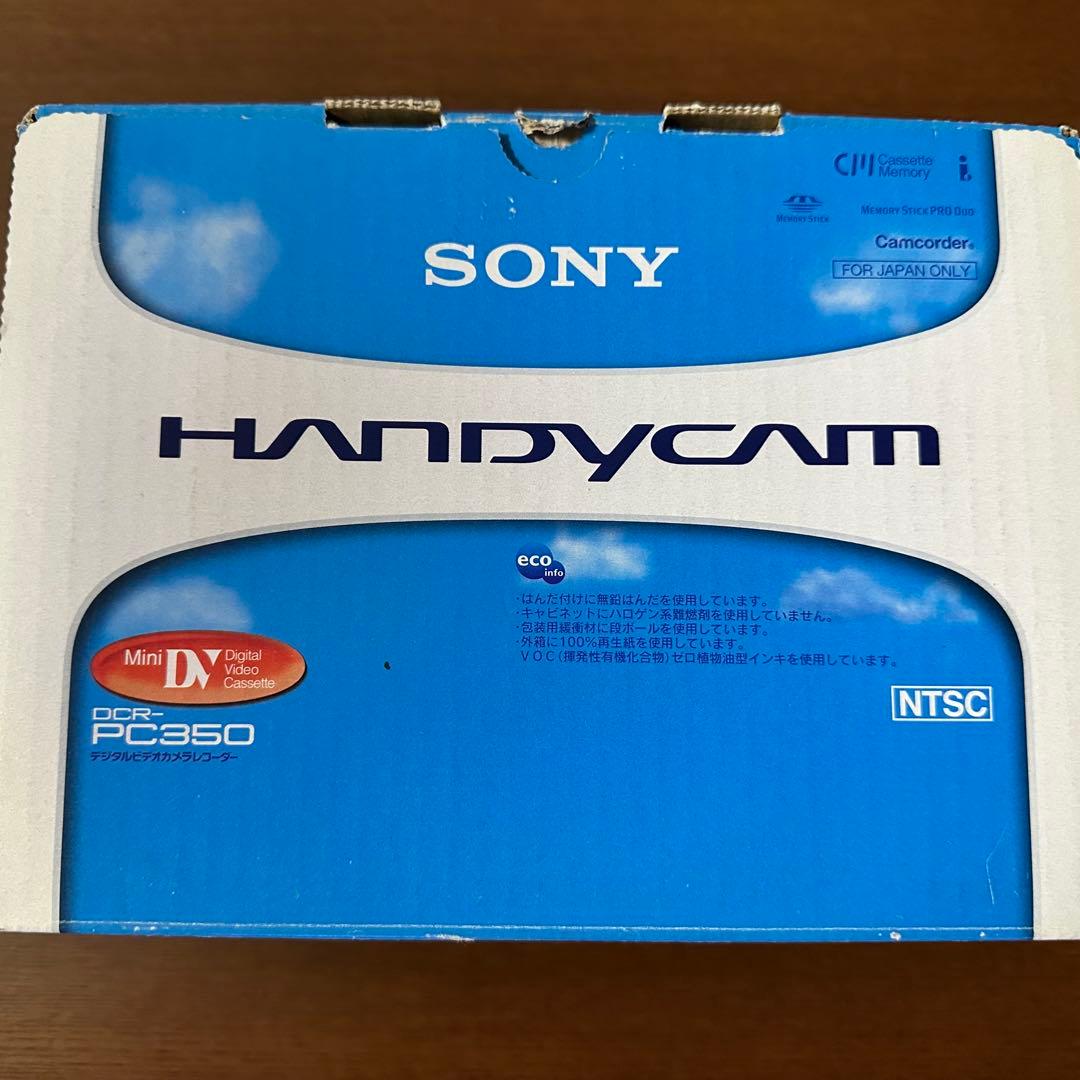 Cassette
Memory
i
MEMORY STICK
MEMORY STICK PRO DUO
SONY
Camcorder®
FOR JAPAN ONLY
HANDYCAM
eco
info
・はんだ付けに無鉛はんだを使用しています。
・キャビネットにハロゲン系難燃剤を使用していません。
・包装用緩衝材に段ボールを使用しています。
・外箱に100%再生紙を使用しています。
VOC(揮発性有機化合物)ゼロ植物油型インキを使用しています。
Mini DV Digital
Video
Cassette
NTSC
DCR-
PC350
デジタルビデオカメラレコーダー